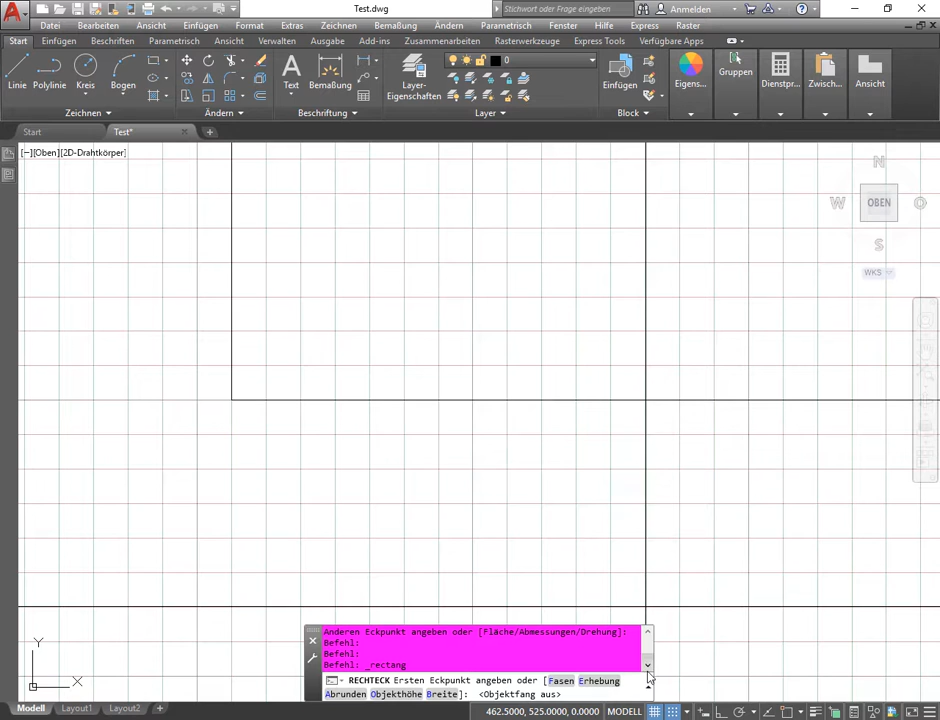 A Test.dwg Stichwort oder Phrase eingeben Anmelden
Datei Bearbeiten Ansicht Einfügen Format Extras Zeichnen Bemaßung Ändern Parametrisch Fenster Hilfe Express Raster
Start Einfügen Beschriften Parametrisch Ansicht Verwalten Ausgabe Add-ins Zusammenarbeiten Rasterwerkzeuge Express Tools Verfügbare Apps
0
Linie Polylinie Kreis Bogen Text Bemaßung Layer-Eigenschaften Einfügen Eigens... Gruppen Dienstpr... Zwisch... Ansicht
Zeichnen Ändern Beschriftung Layer Block
Start Test*
[−][Oben][2D-Drahtkörper]
N
W OBEN O
S
WKS
Anderen Eckpunkt angeben oder [Fläche/Abmessungen/Drehung]:
Befehl:
Befehl:
Befehl: _rectang
RECHTECK Ersten Eckpunkt angeben oder [Fasen Erhebung
Abrunden Objekthöhe Breite]: <Objektfang aus>
Y
X
Modell Layout1 Layout2 462.5000, 525.0000, 0.0000 MODELL